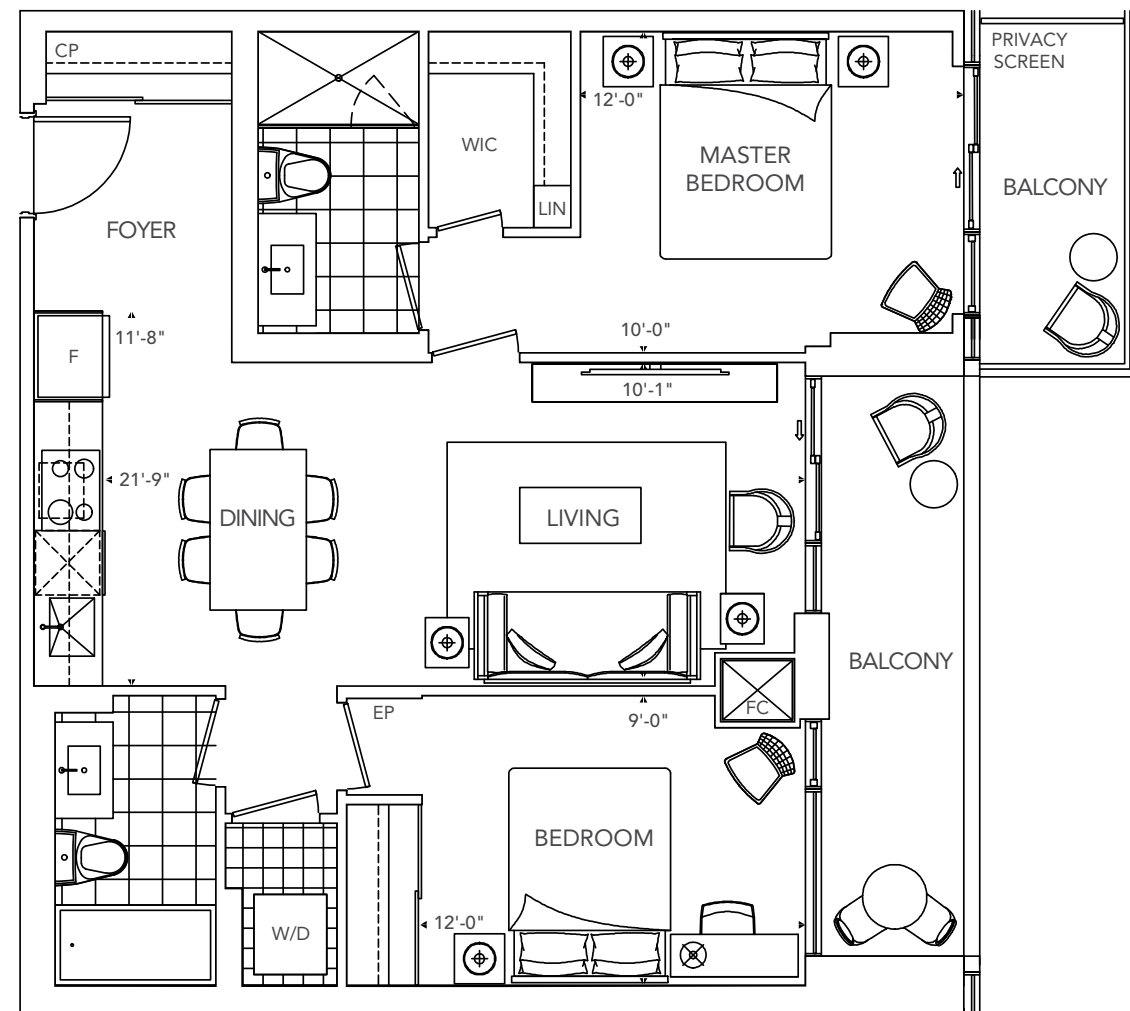 CP
PRIVACY
SCREEN
12'-0"
WIC
MASTER
BEDROOM
BALCONY
LIN
FOYER
11'-8"
F
10'-0"
10'-1"
21'-9"
DINING
LIVING
BALCONY
FC
EP
9'-0"
BEDROOM
W/D
12'-0"